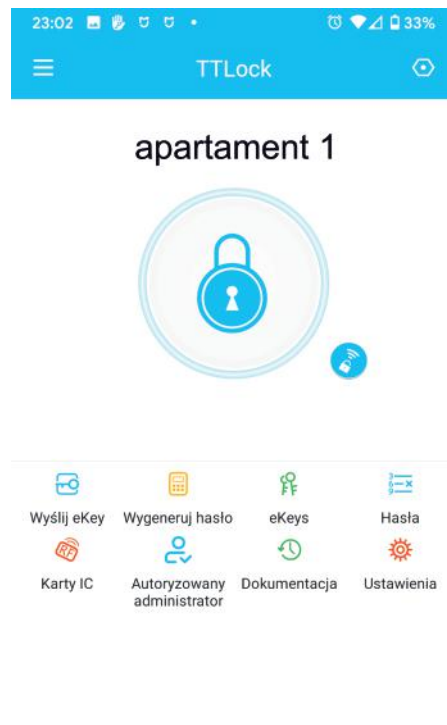 23:02 33%
TTLock
apartament 1
Wyślij eKey Wygeneruj hasło eKeys Hasła
Karty IC Autoryzowany administrator Dokumentacja Ustawienia